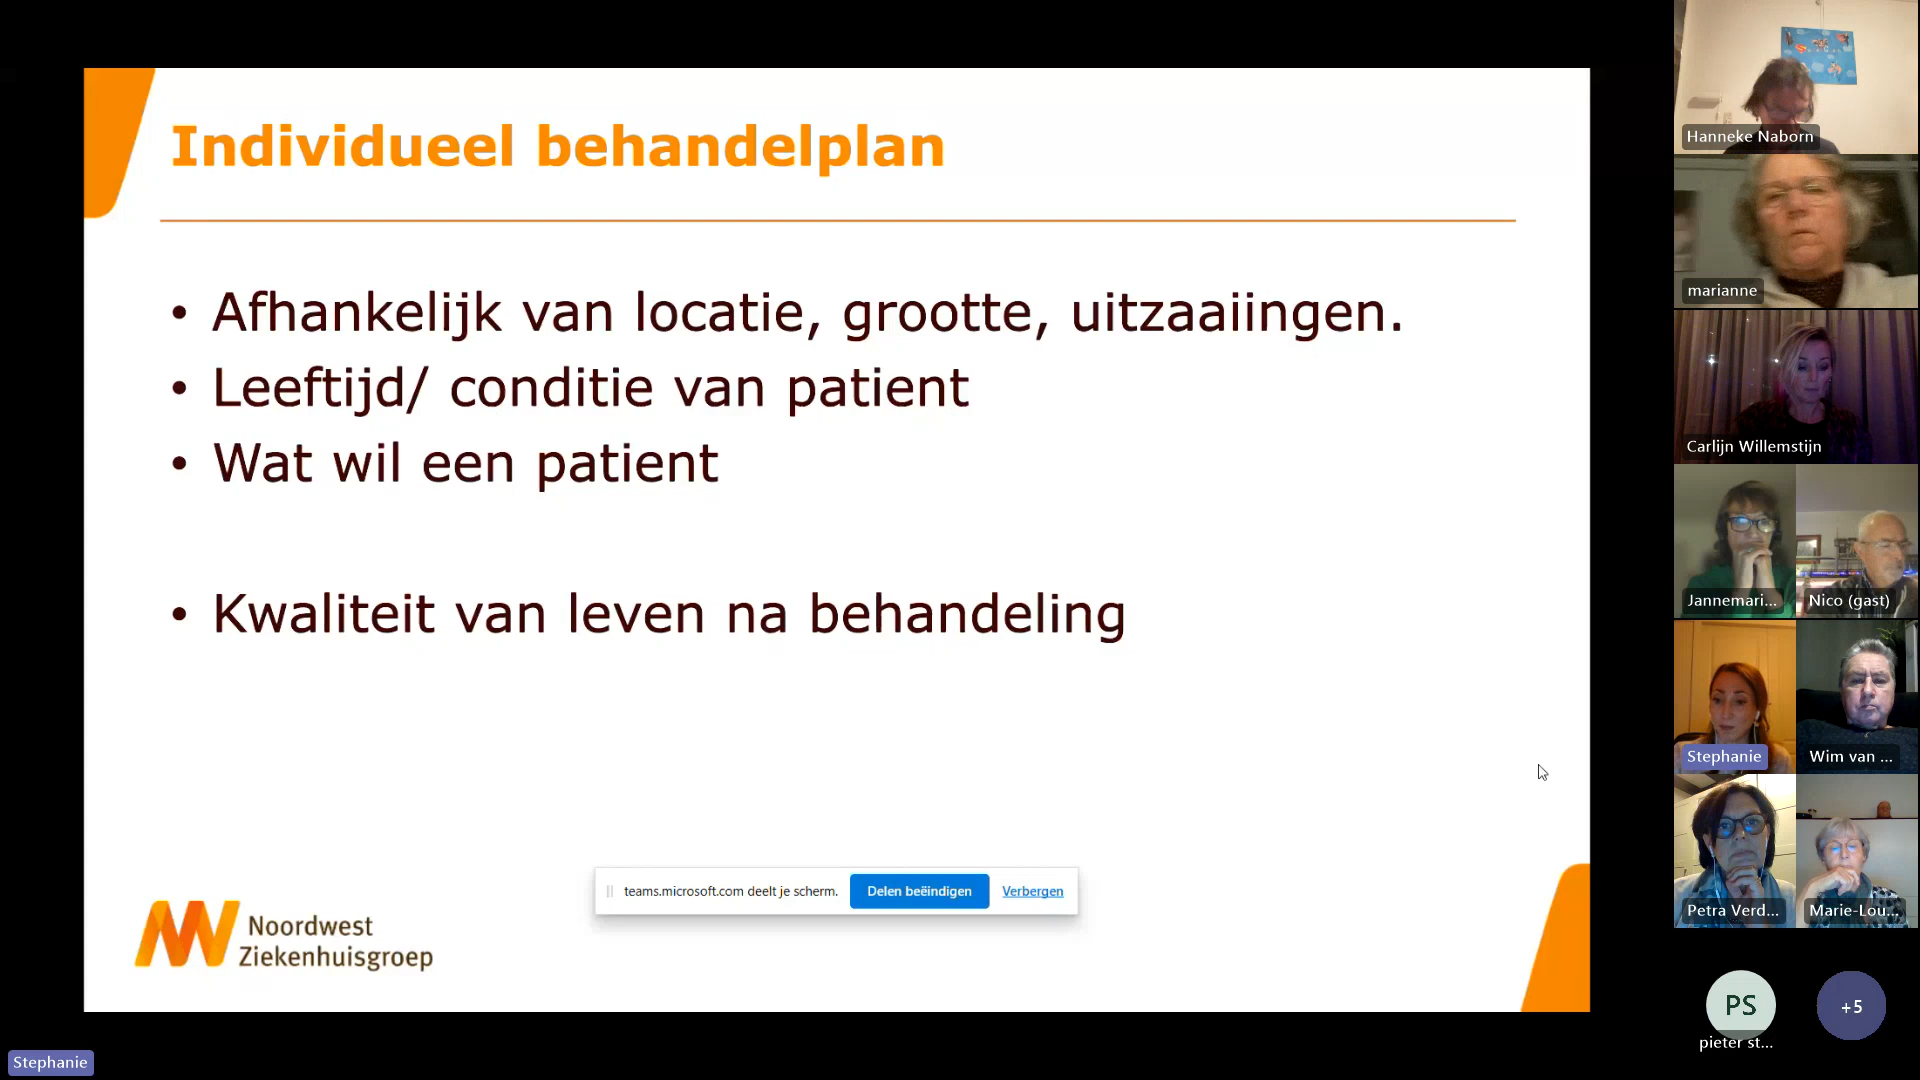 Individueel behandelplan
• Afhankelijk van locatie, grootte, uitzaaiingen.
• Leeftijd/ conditie van patient
• Wat wil een patient
• Kwaliteit van leven na behandeling
teams.microsoft.com deelt je scherm.
Delen beëindigen
Verbergen
Noordwest
Ziekenhuisgroep
Stephanie
Hanneke Naborn
marianne
Carlijn Willemstijn
Jannemari...
Nico (gast)
Stephanie
Wim van ...
Petra Verd...
Marie-Lou...
PS
pieter st...
+5